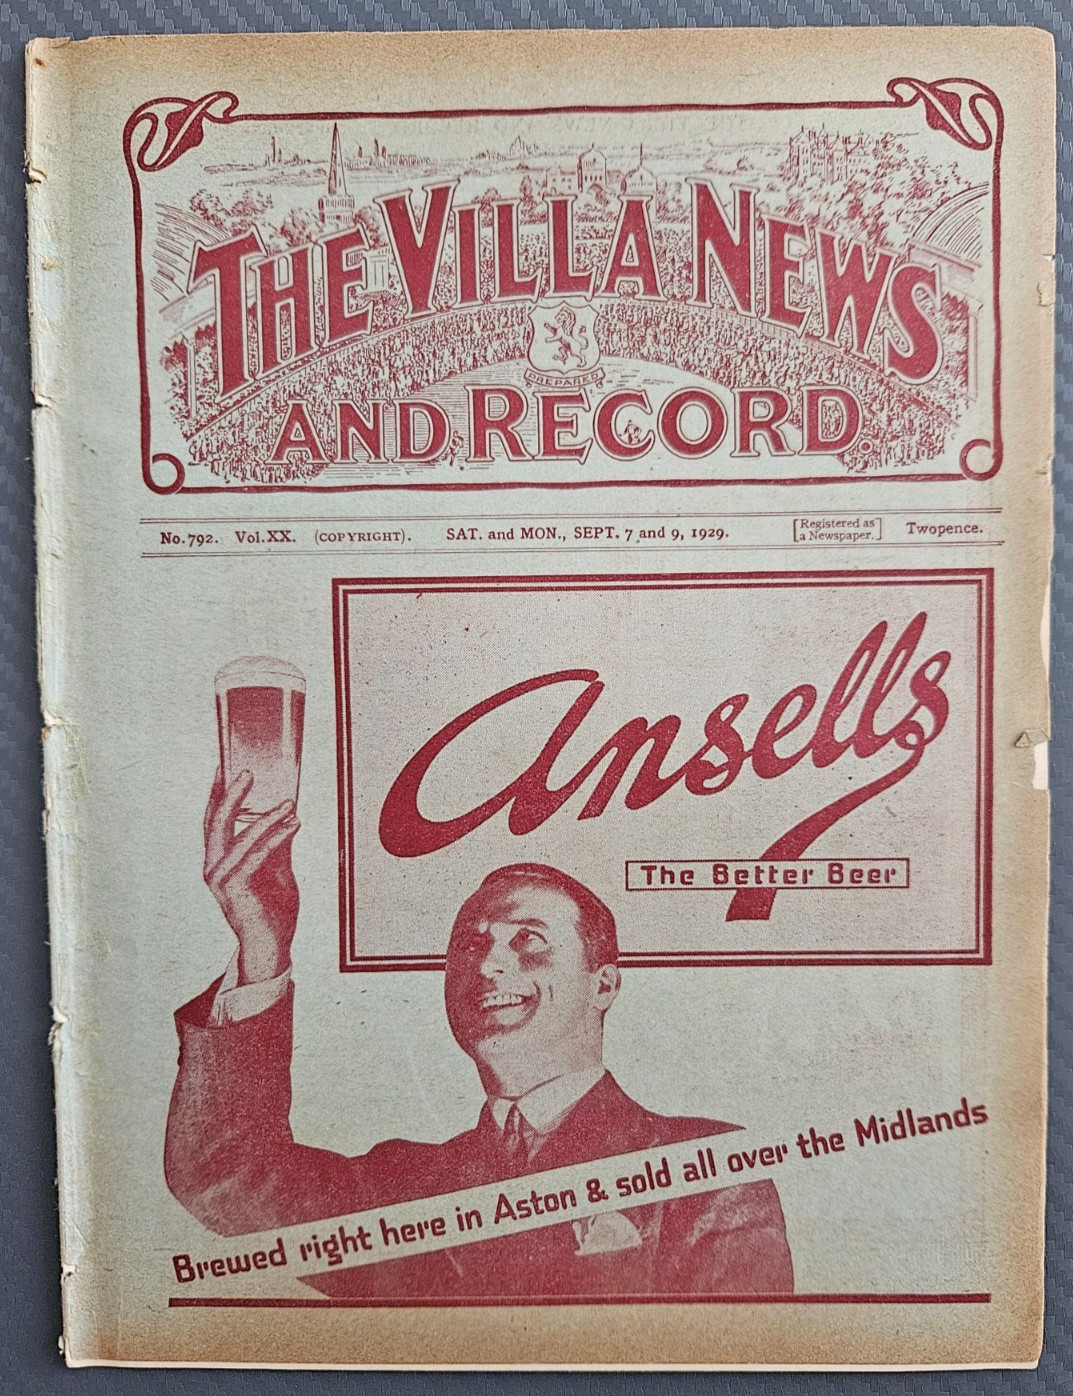 THE VILLA NEWS
PREPARED
AND RECORD.
No. 792. Vol. XX. (COPYRIGHT). SAT. and MON., SEPT. 7 and 9, 1929. [Registered as a Newspaper.] Twopence.
Ansells
The Better Beer
Brewed right here in Aston & sold all over the Midlands